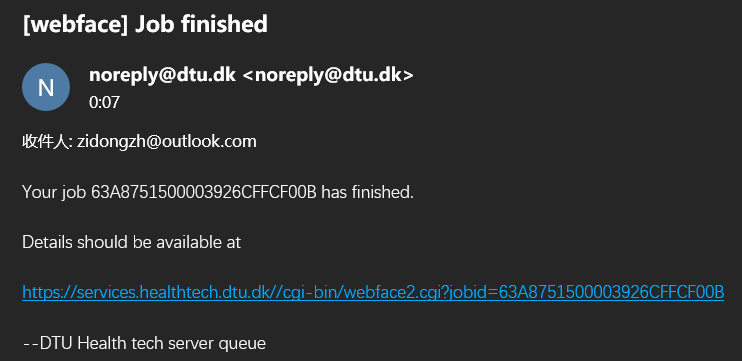 [webface] Job finished
N
noreply@dtu.dk <noreply@dtu.dk>
0:07
收件人: zidongzh@outlook.com
Your job 63A8751500003926CFFCF00B has finished.
Details should be available at
https://services.healthtech.dtu.dk//cgi-bin/webface2.cgi?jobid=63A8751500003926CFFCF00B
--DTU Health tech server queue